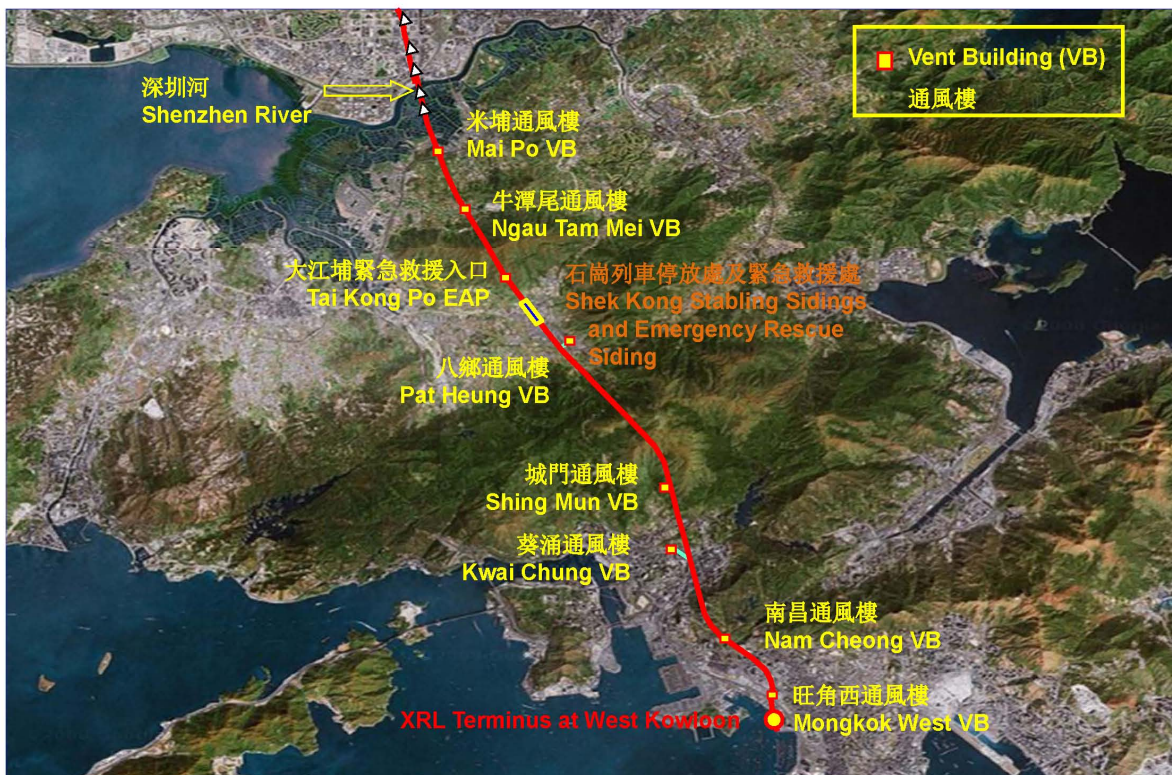 Vent Building (VB)
通風樓
深圳河
Shenzhen River
米埔通風樓
Mai Po VB
牛潭尾通風樓
Ngau Tam Mei VB
大江埔緊急救援入口
Tai Kong Po EAP
石崗列車停放處及緊急救援處
Shek Kong Stabling Sidings
and Emergency Rescue
Siding
八鄉通風樓
Pat Heung VB
城門通風樓
Shing Mun VB
葵涌通風樓
Kwai Chung VB
南昌通風樓
Nam Cheong VB
旺角西通風樓
Mongkok West VB
XRL Terminus at West Kowloon